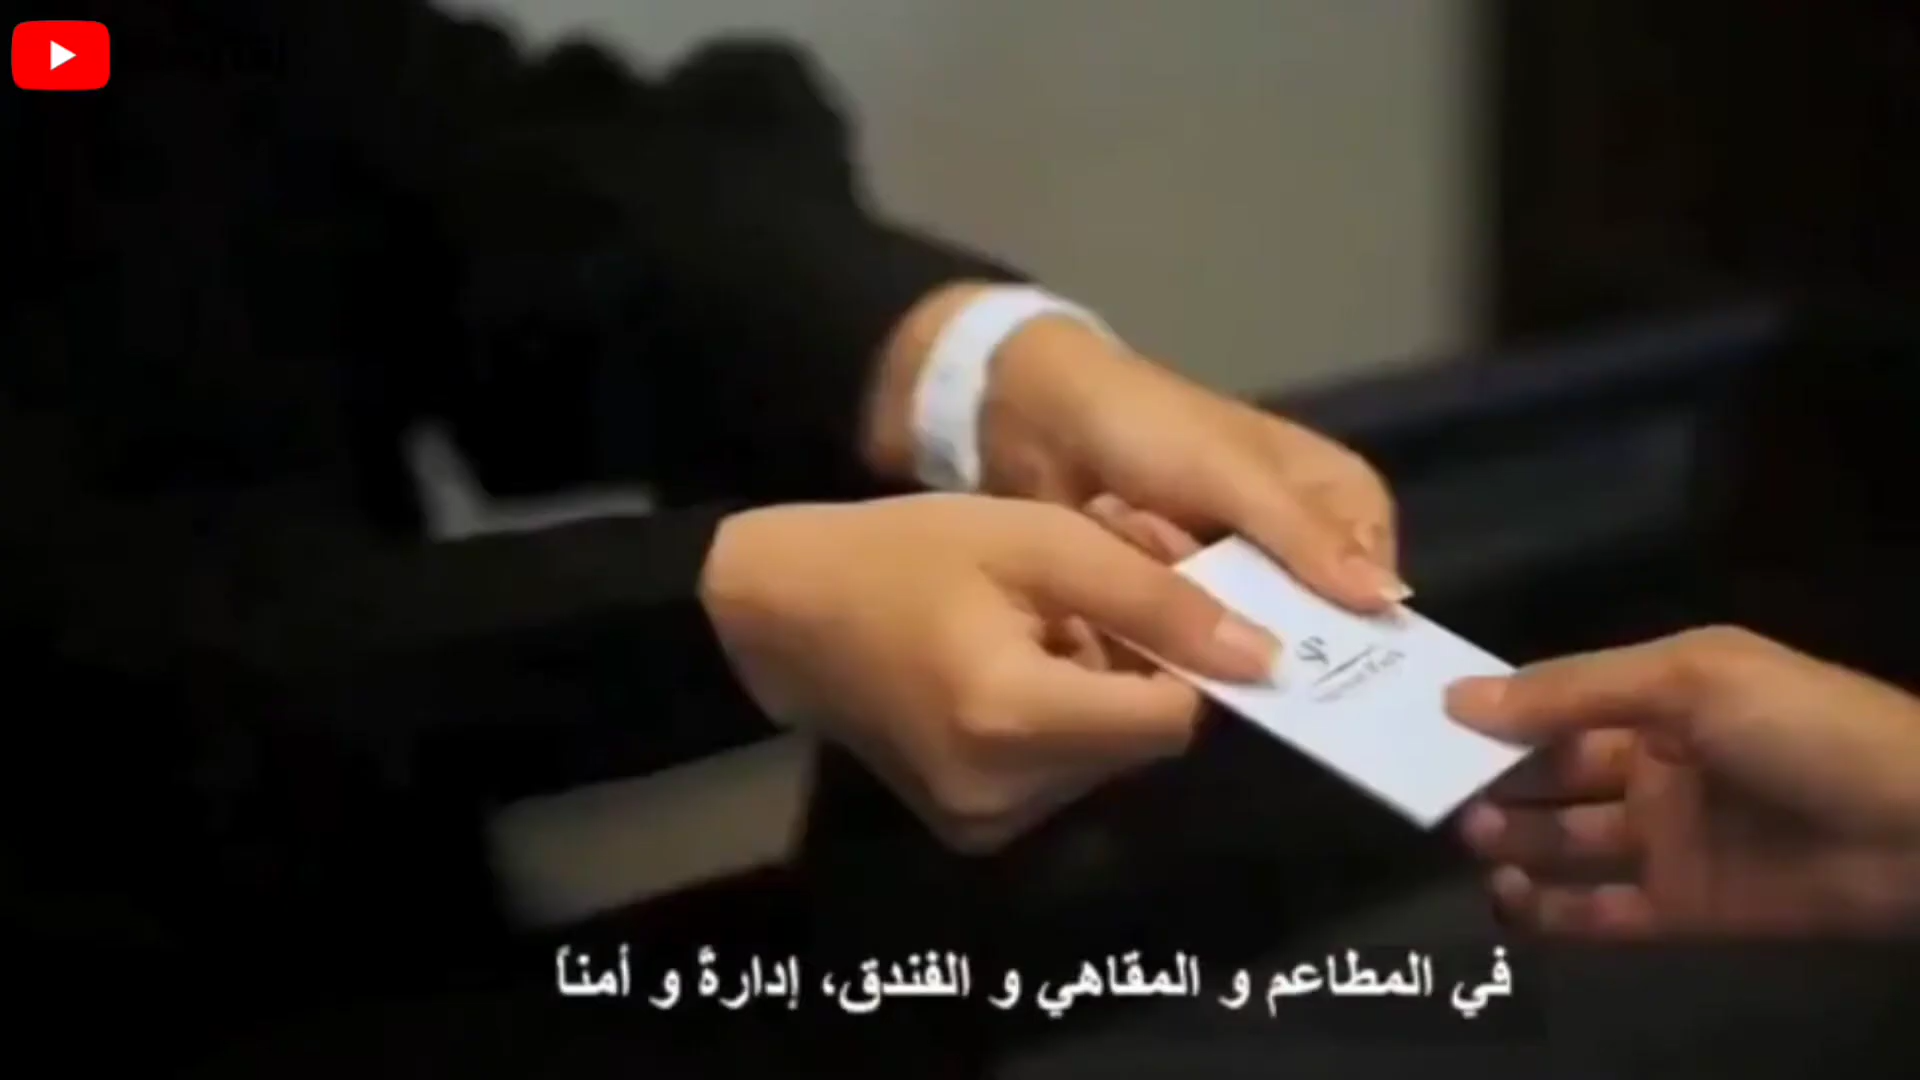 في المطاعم و المقاهي و الفندق، إدارةً و أمناً